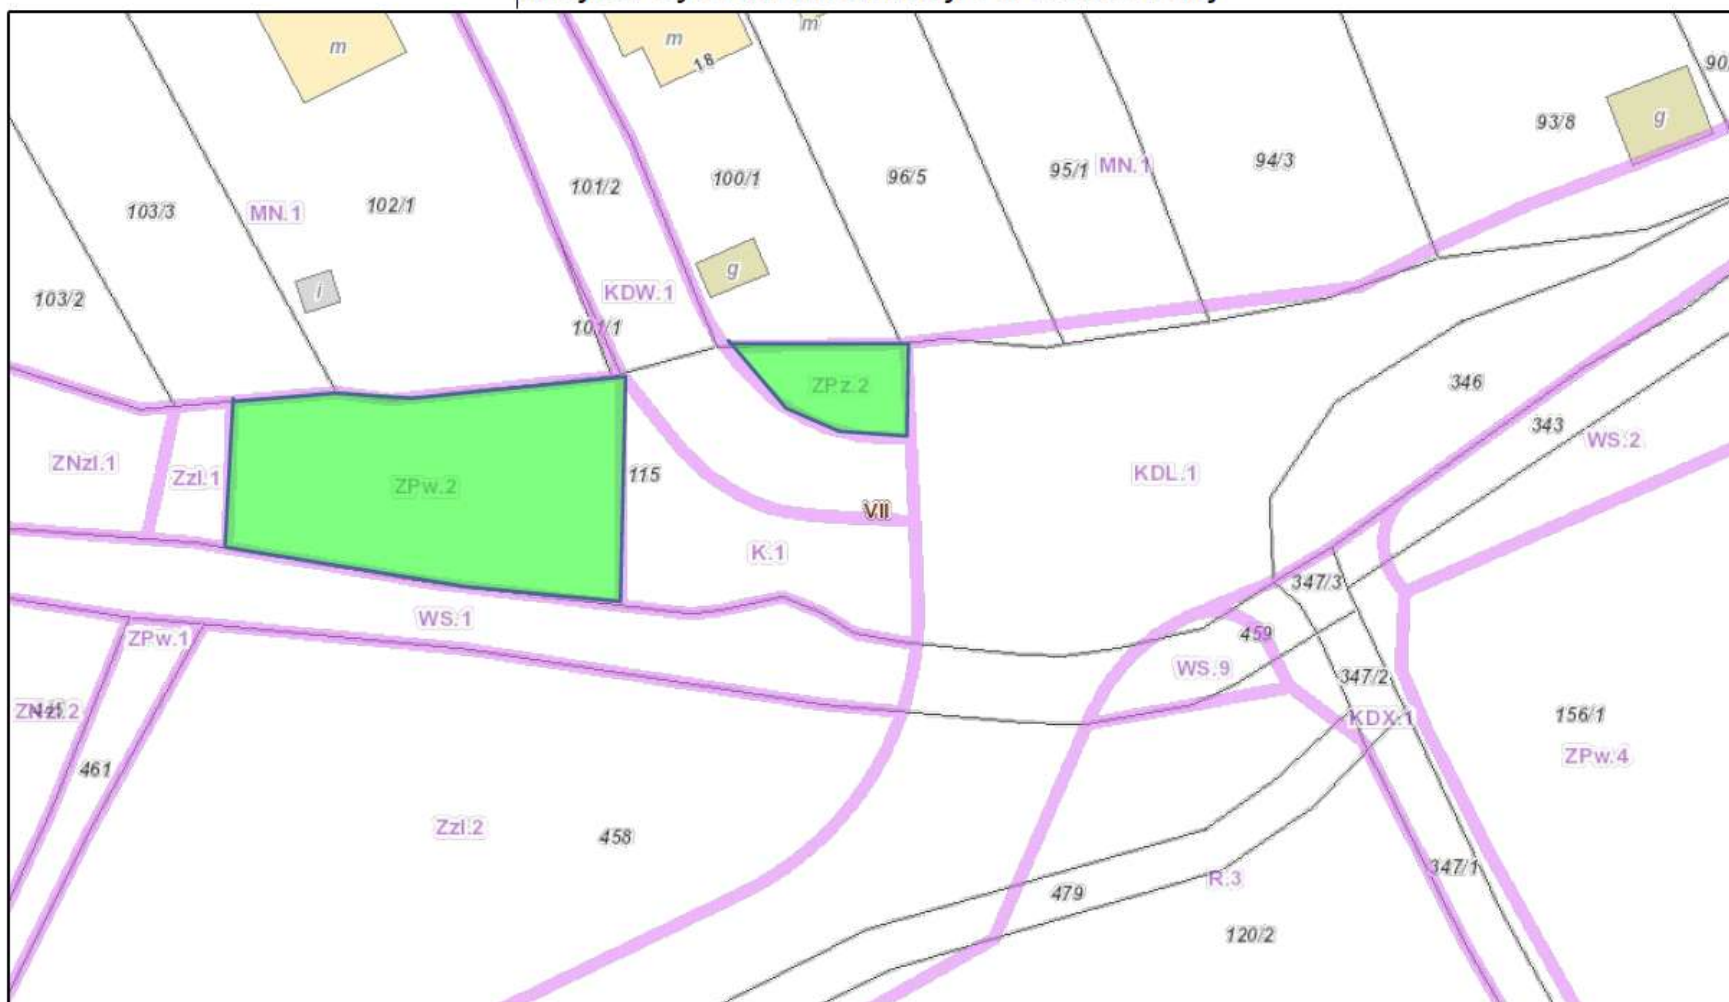 m
m
m
18
g
90
93/8
103/3
MN.1
102/1
101/2
100/1
96/5
95/1
MN.1
94/3
103/2
i
g
KDW.1
101/1
ZPz.2
346
343
WS.2
ZNzl.1
Zzl.1
ZPw.2
115
KDL.1
VII
K.1
347/3
WS.1
ZPw.1
459
WS.9
347/2
KDX.1
156/1
ZPw.4
461
Zzl.2
458
347/1
R.3
479
120/2